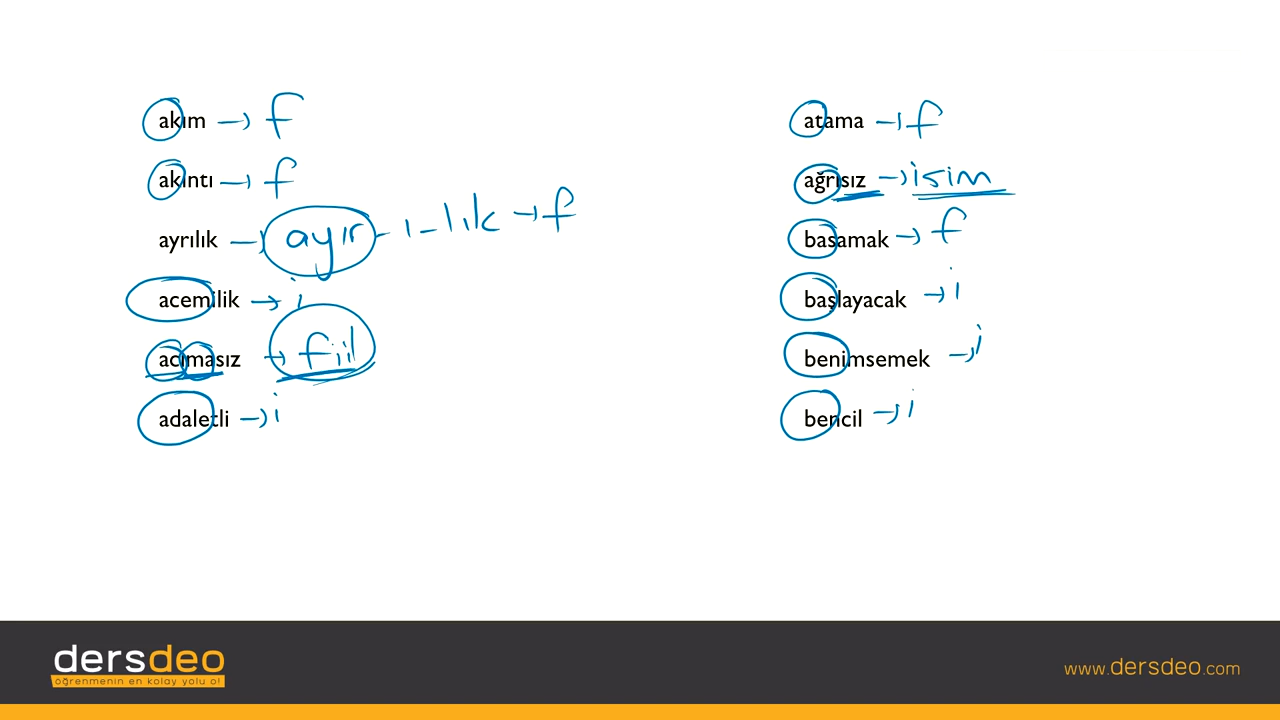 akım → f
akıntı → f
ayrılık → ayır - ı - lık → f
acemilik → i
acımasız → fiil
adaletli → i
atama → f
ağrısız → isim
basamak → f
başlayacak → i
benimsemek → i
bencil → i
dersdeo
öğrenmenin en kolay yolu o!
www.dersdeo.com